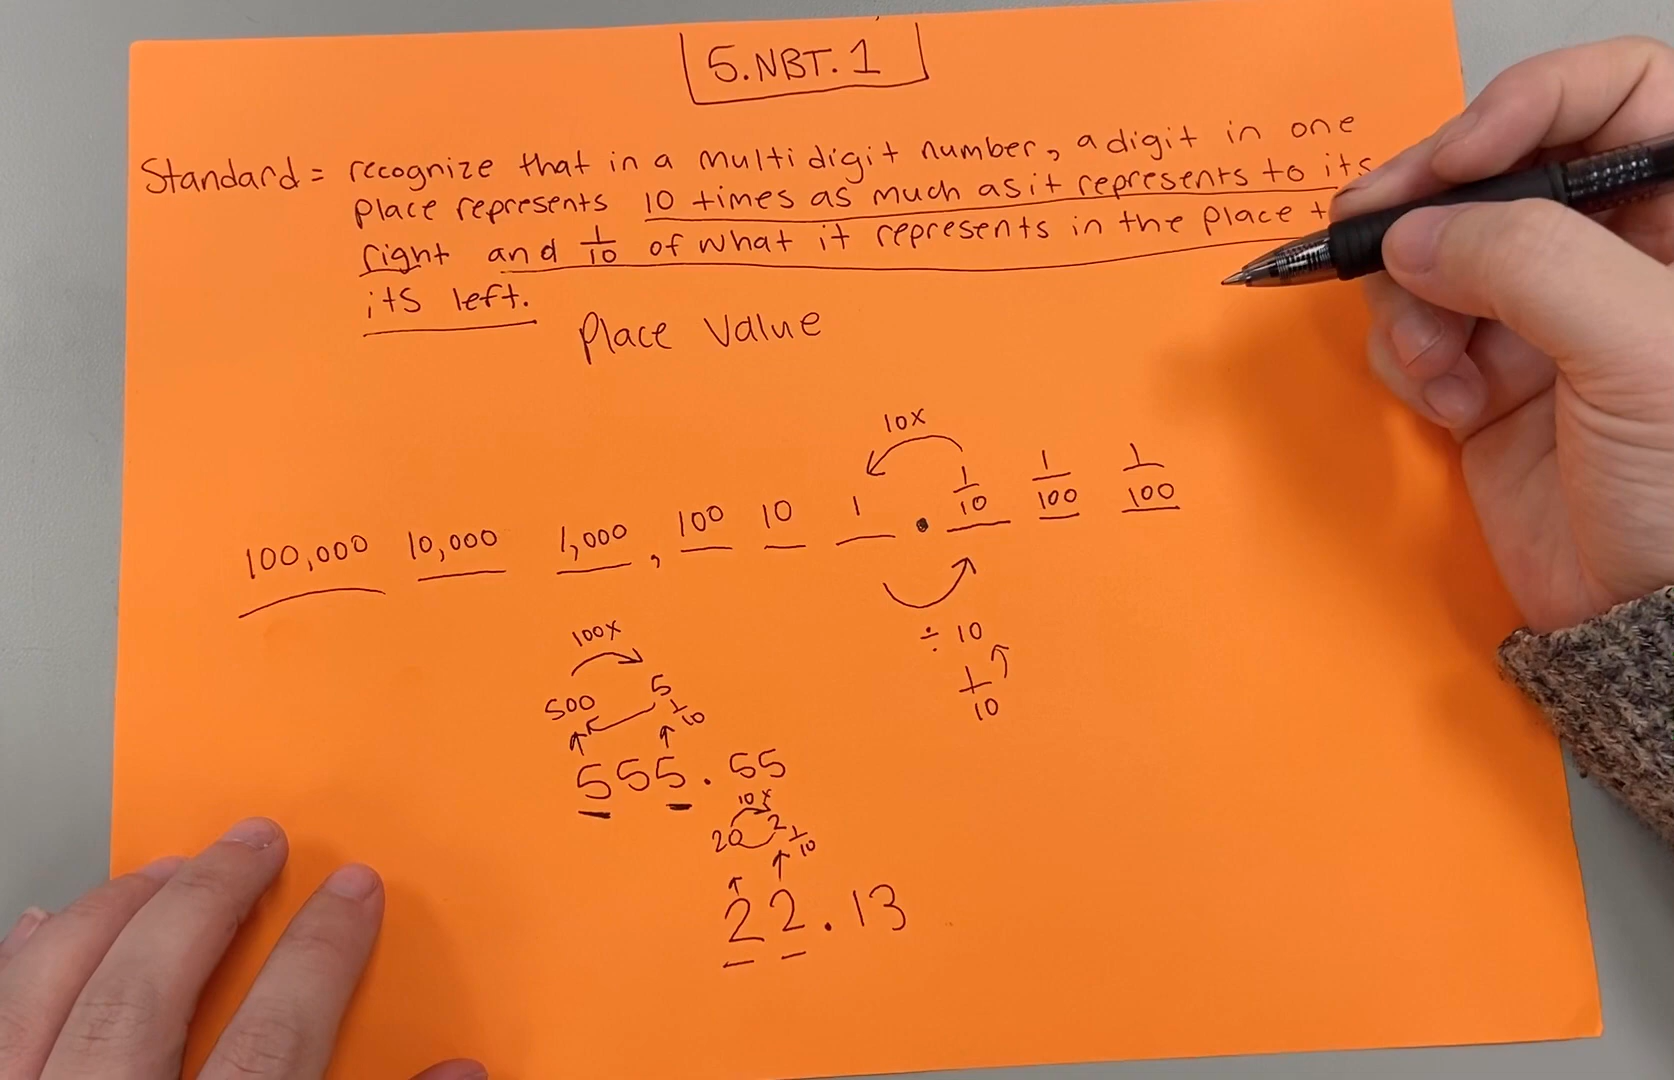 5.NBT.1
Standard = recognize that in a multidigit number, a digit in one
place represents 10 times as much as it represents to its
right and 1/10 of what it represents in the place
its left.
Place Value
10x
100,000 10,000 1,000 , 100 10 1 . 1/10 1/100 1/100
÷ 10
1/10
100x
500 5 1/10
555.55
10x
20 2 1/10
22.13